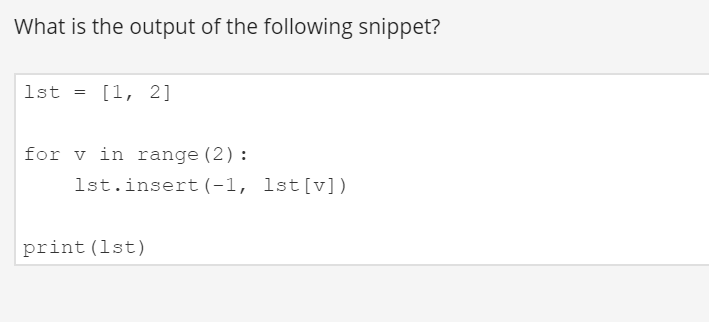 What is the output of the following snippet?
lst = [1, 2]
for v in range(2):
    lst.insert(-1, lst[v])
print(lst)